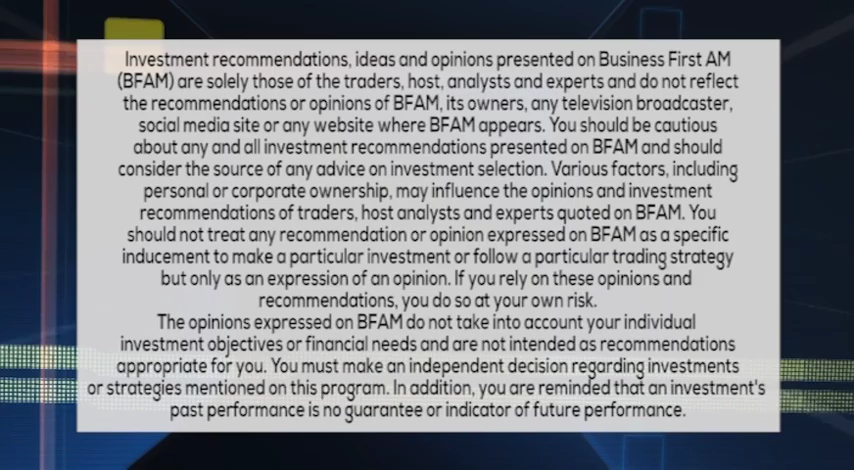 Investment recommendations, ideas and opinions presented on Business First AM
(BFAM) are solely those of the traders, host, analysts and experts and do not reflect
the recommendations or opinions of BFAM, its owners, any television broadcaster,
social media site or any website where BFAM appears. You should be cautious
about any and all investment recommendations presented on BFAM and should
consider the source of any advice on investment selection. Various factors, including
personal or corporate ownership, may influence the opinions and investment
recommendations of traders, host analysts and experts quoted on BFAM. You
should not treat any recommendation or opinion expressed on BFAM as a specific
inducement to make a particular investment or follow a particular trading strategy
but only as an expression of an opinion. If you rely on these opinions and
recommendations, you do so at your own risk.
The opinions expressed on BFAM do not take into account your individual
investment objectives or financial needs and are not intended as recommendations
appropriate for you. You must make an independent decision regarding investments
or strategies mentioned on this program. In addition, you are reminded that an investment's
past performance is no guarantee or indicator of future performance.